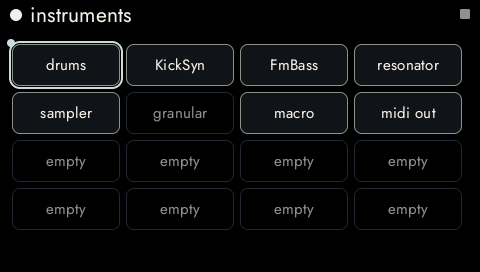 instruments
drums KickSyn FmBass resonator
sampler granular macro midi out
empty empty empty empty
empty empty empty empty